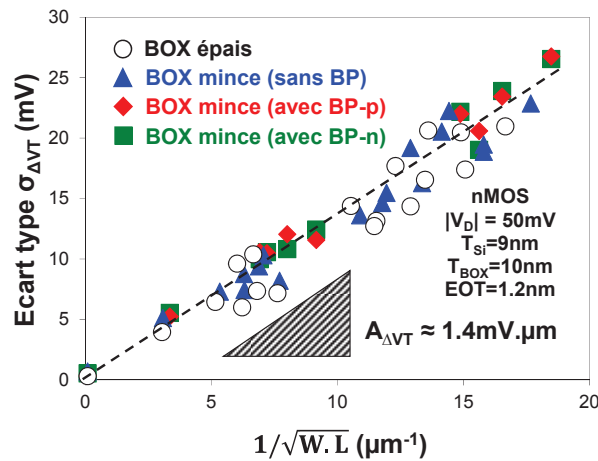 30
25
20
15
10
5
0
Ecart type σΔVT (mV)
BOX épais
BOX mince (sans BP)
BOX mince (avec BP-p)
BOX mince (avec BP-n)
nMOS
|VD| = 50mV
TSi=9nm
TBOX=10nm
EOT=1.2nm
AΔVT ≈ 1.4mV.µm
0 5 10 15 20
1/√W.L (µm-1)